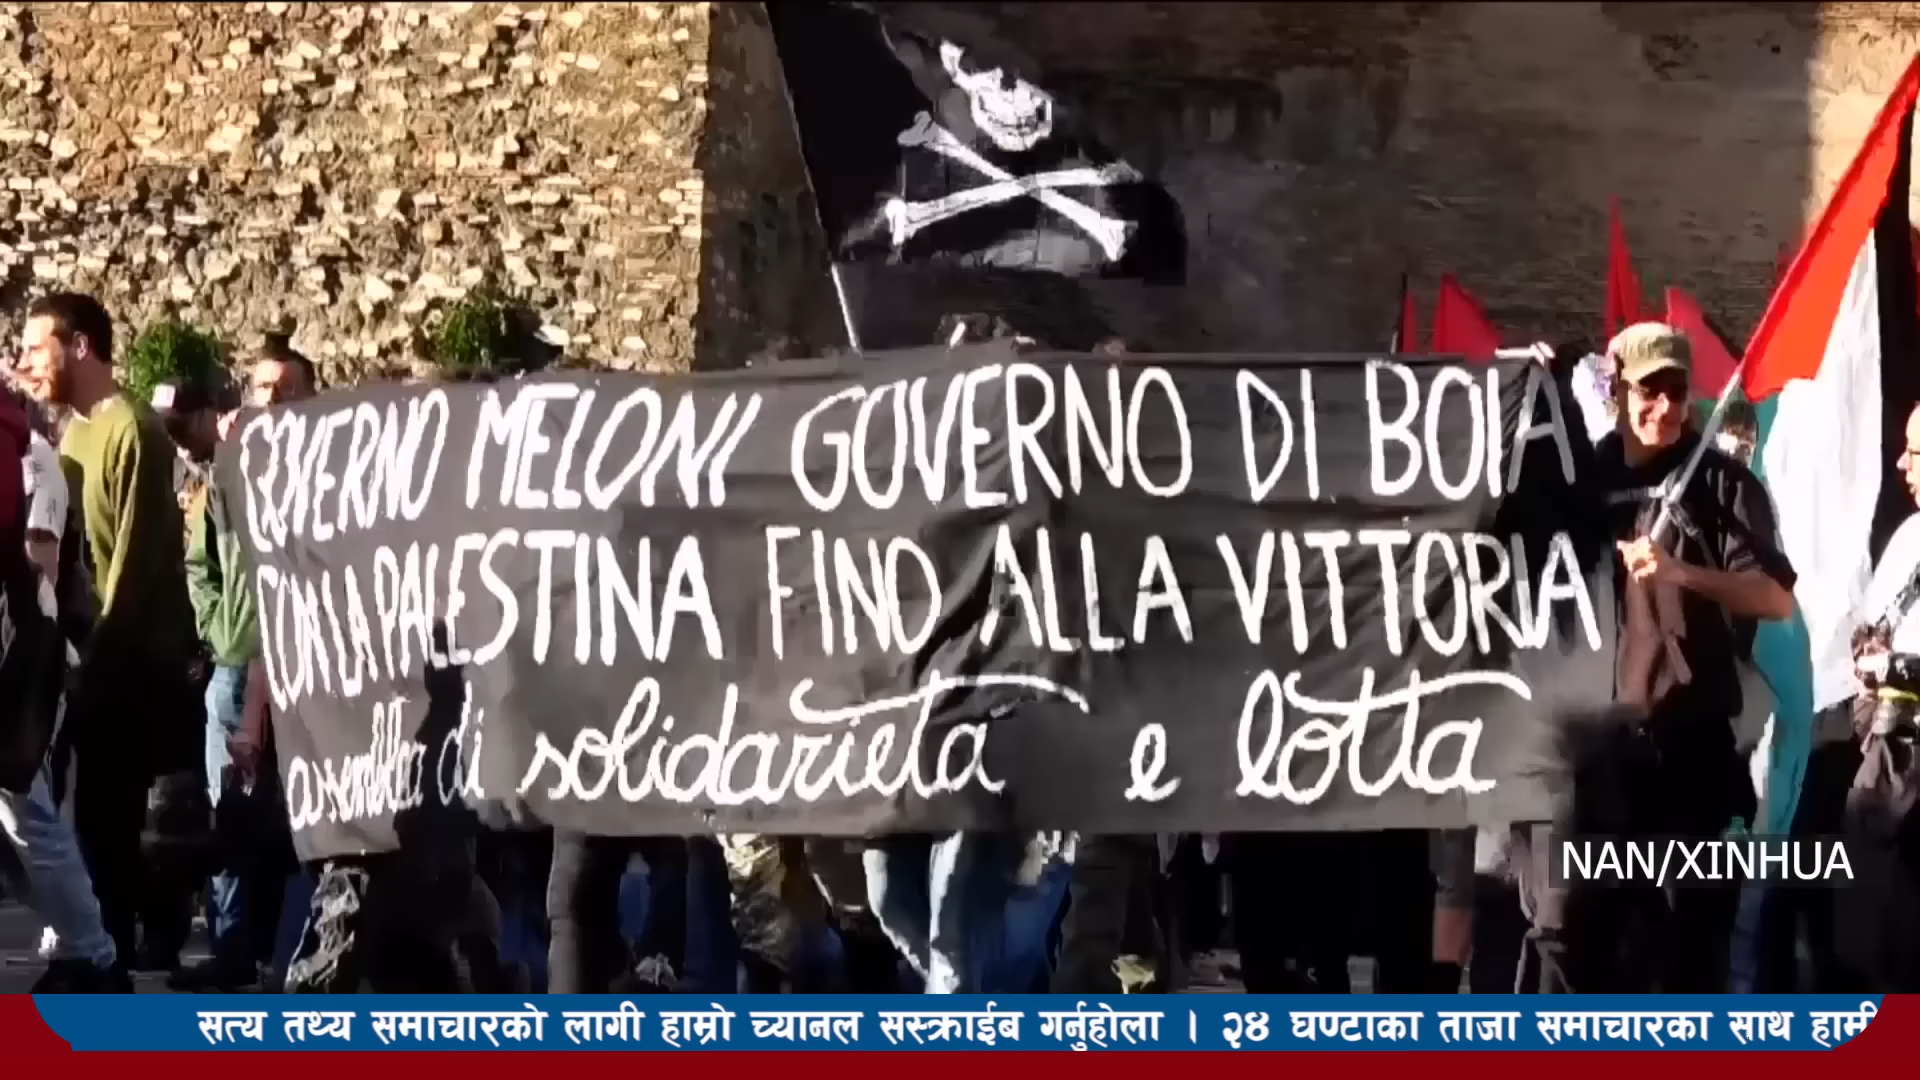 GOVERNO MELONI GOVERNO DI BOIA
CON LA PALESTINA FINO ALLA VITTORIA
assemblea di solidarietà e lotta
NAN/XINHUA
सत्य तथ्य समाचारको लागी हाम्रो च्यानल सस्क्राईब गर्नुहोला । २४ घण्टाका ताजा समाचारका साथ हामी